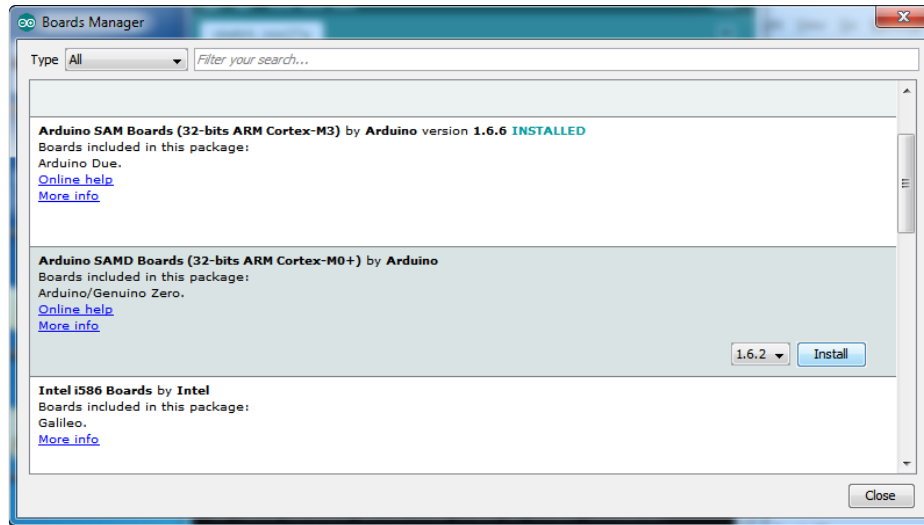 Boards Manager
Type All Filter your search...
Arduino SAM Boards (32-bits ARM Cortex-M3) by Arduino version 1.6.6 INSTALLED
Boards included in this package:
Arduino Due.
Online help
More info
Arduino SAMD Boards (32-bits ARM Cortex-M0+) by Arduino
Boards included in this package:
Arduino/Genuino Zero.
Online help
More info
1.6.2 Install
Intel i586 Boards by Intel
Boards included in this package:
Galileo.
More info
Close